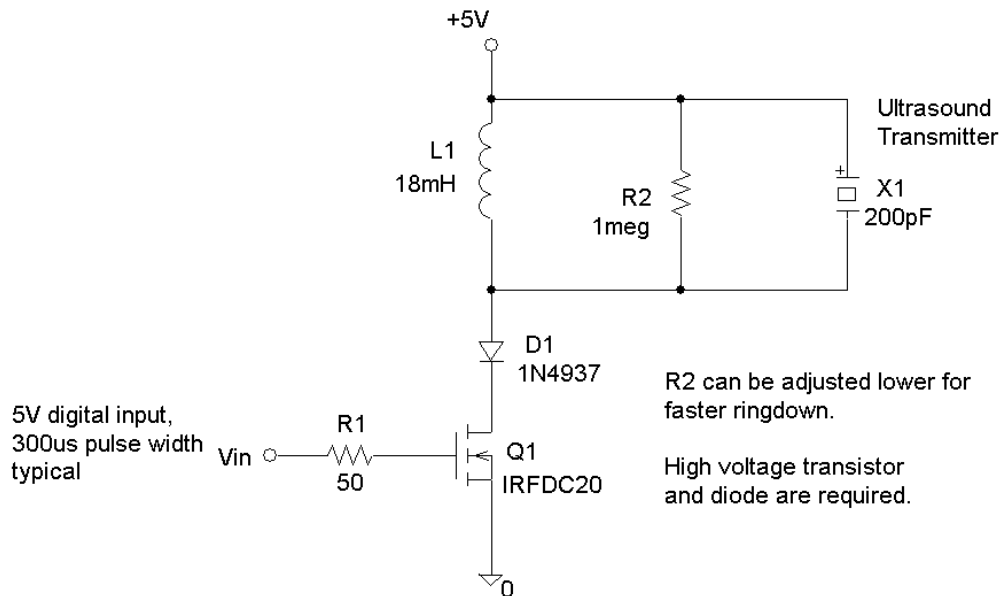 +5V
Ultrasound
Transmitter
L1
18mH
R2
1meg
+
X1
200pF
D1
1N4937
R2 can be adjusted lower for
faster ringdown.
High voltage transistor
and diode are required.
5V digital input,
300us pulse width
typical
Vin
R1
50
Q1
IRFDC20
0